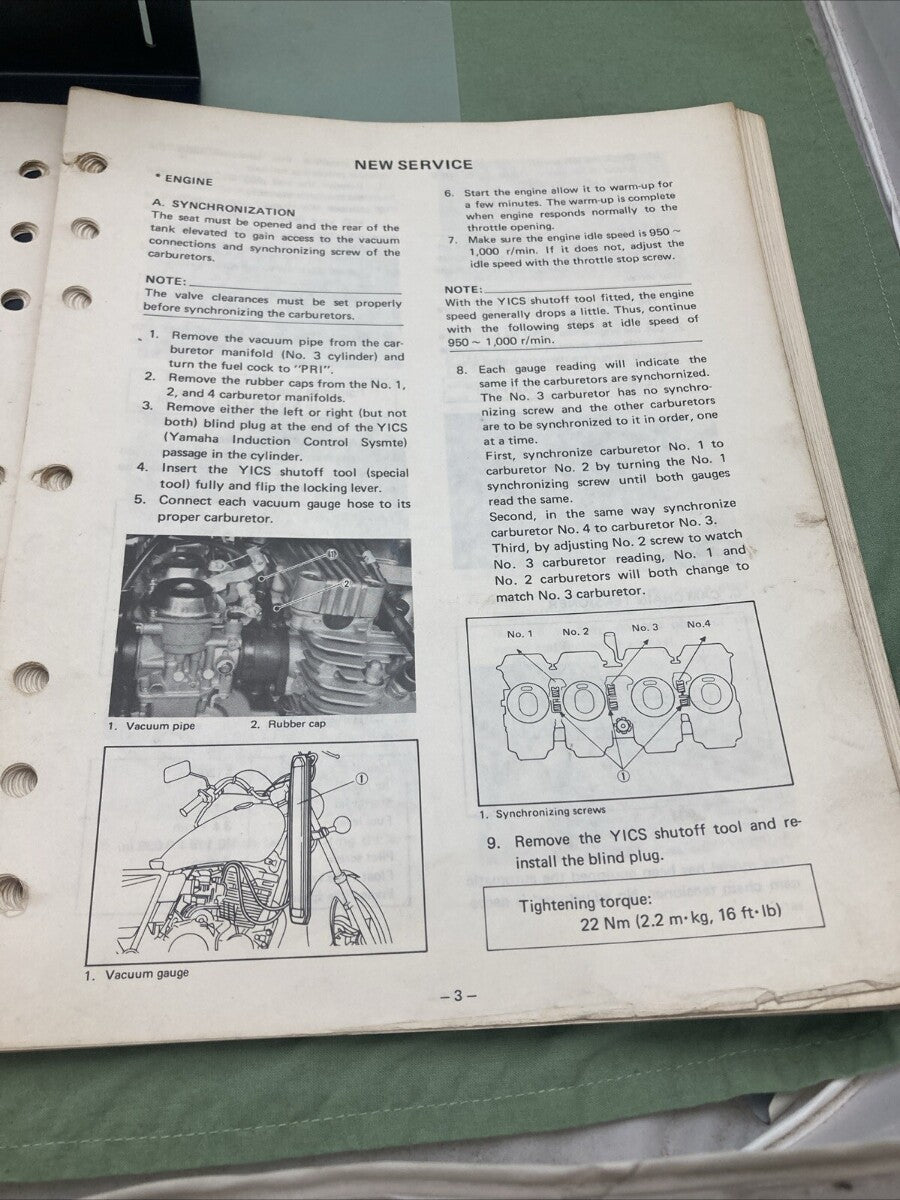 NEW SERVICE
* ENGINE
A. SYNCHRONIZATION
The seat must be opened and the rear of the
tank elevated to gain access to the vacuum
connections and synchronizing screw of the
carburetors.
NOTE:
The valve clearances must be set properly
before synchronizing the carburetors.
1. Remove the vacuum pipe from the car-
buretor manifold (No. 3 cylinder) and
turn the fuel cock to "PRI".
2. Remove the rubber caps from the No. 1,
2, and 4 carburetor manifolds.
3. Remove either the left or right (but not
both) blind plug at the end of the YICS
(Yamaha Induction Control Sysmte)
passage in the cylinder.
4. Insert the YICS shutoff tool (special
tool) fully and flip the locking lever.
5. Connect each vacuum gauge hose to its
proper carburetor.
1
2
1. Vacuum pipe 2. Rubber cap
1
1. Vacuum gauge
6. Start the engine allow it to warm-up for
a few minutes. The warm-up is complete
when engine responds normally to the
throttle opening.
7. Make sure the engine idle speed is 950 ~
1,000 r/min. If it does not, adjust the
idle speed with the throttle stop screw.
NOTE:
With the YICS shutoff tool fitted, the engine
speed generally drops a little. Thus, continue
with the following steps at idle speed of
950 ~ 1,000 r/min.
8. Each gauge reading will indicate the
same if the carburetors are synchornized.
The No. 3 carburetor has no synchro-
nizing screw and the other carburetors
are to be synchronized to it in order, one
at a time.
First, synchronize carburetor No. 1 to
carburetor No. 2 by turning the No. 1
synchronizing screw until both gauges
read the same.
Second, in the same way synchronize
carburetor No. 4 to carburetor No. 3.
Third, by adjusting No. 2 screw to watch
No. 3 carburetor reading, No. 1 and
No. 2 carburetors will both change to
match No. 3 carburetor.
No. 1 No. 2 No. 3 No.4
1
1. Synchronizing screws
9. Remove the YICS shutoff tool and re-
install the blind plug.
Tightening torque:
22 Nm (2.2 m·kg, 16 ft·lb)
– 3 –